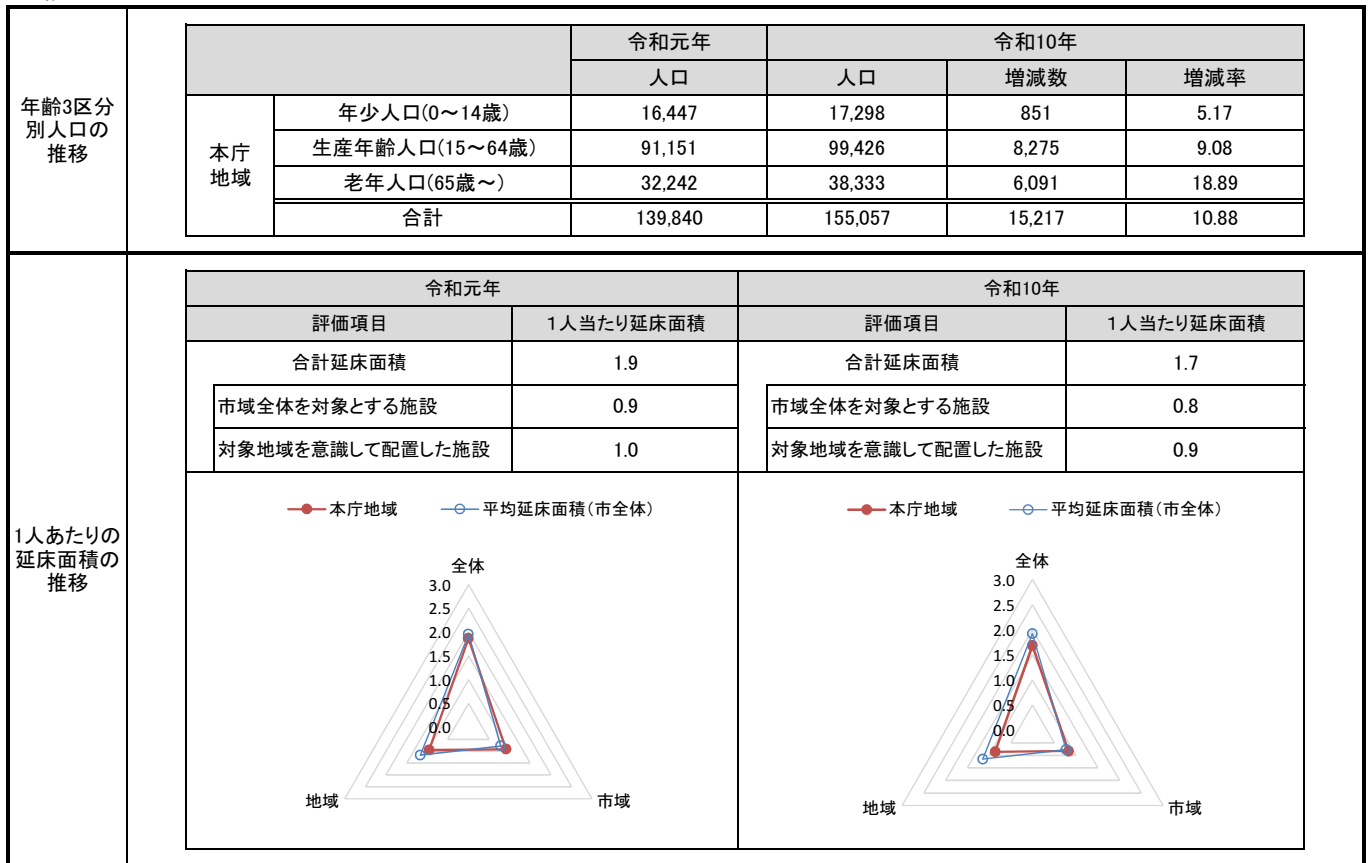 年齢3区分
別人口の
推移
令和元年 令和10年
人口 人口 増減数 増減率
本庁
地域
年少人口(0～14歳) 16,447 17,298 851 5.17
生産年齢人口(15～64歳) 91,151 99,426 8,275 9.08
老年人口(65歳～) 32,242 38,333 6,091 18.89
合計 139,840 155,057 15,217 10.88
1人あたりの
延床面積の
推移
令和元年 令和10年
評価項目 1人当たり延床面積 評価項目 1人当たり延床面積
合計延床面積 1.9 合計延床面積 1.7
市域全体を対象とする施設 0.9 市域全体を対象とする施設 0.8
対象地域を意識して配置した施設 1.0 対象地域を意識して配置した施設 0.9
本庁地域 平均延床面積(市全体)
全体
3.0
2.5
2.0
1.5
1.0
0.5
0.0
地域 市域
本庁地域 平均延床面積(市全体)
全体
3.0
2.5
2.0
1.5
1.0
0.5
0.0
地域 市域